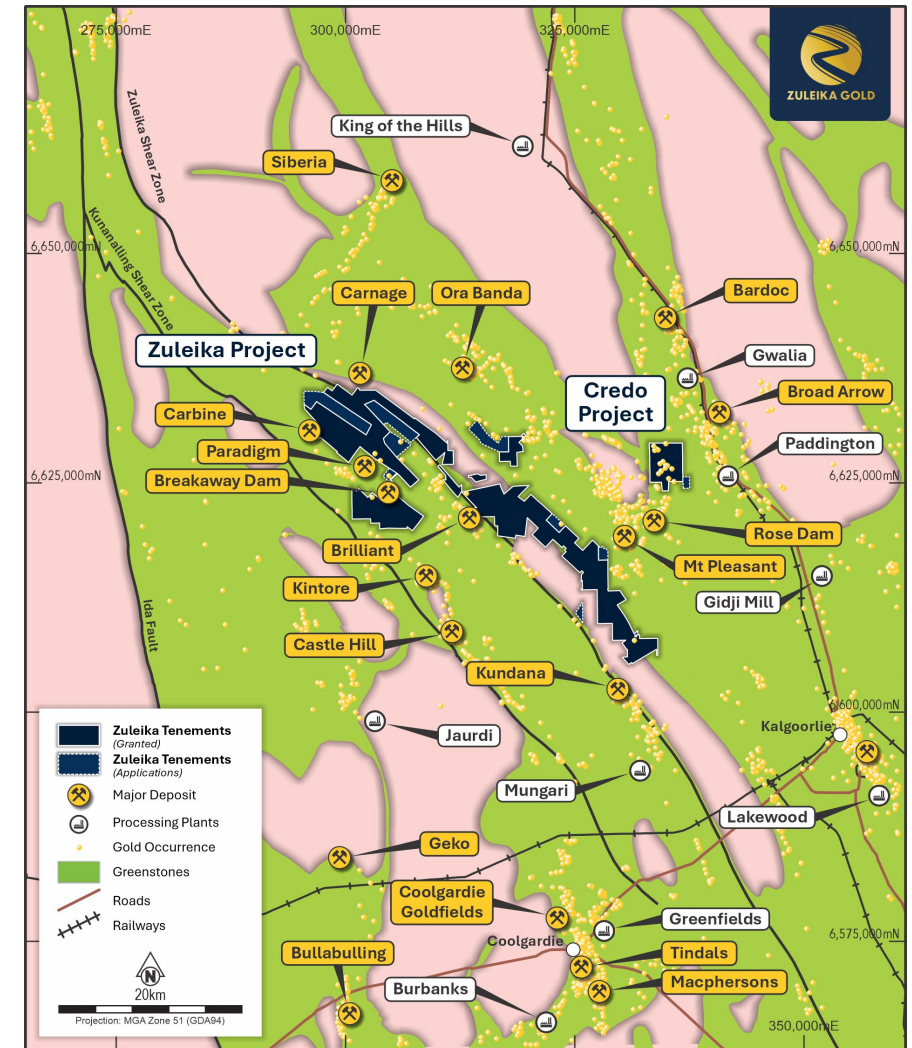 275,000mE
300,000mE
325,000mE
ZULEIKA GOLD
Zuleika Shear Zone
King of the Hills
Siberia
Kunanalling Shear Zone
6,650,000mN
6,650,000mN
Carnage
Ora Banda
Bardoc
Zuleika Project
Gwalia
Credo
Project
Broad Arrow
Carbine
Paradigm
Paddington
Breakaway Dam
6,625,000mN
6,625,000mN
Brilliant
Rose Dam
Mt Pleasant
Kintore
Gidji Mill
Ida Fault
Castle Hill
Kundana
6,600,000mN
Kalgoorlie
Jaurdi
Mungari
Lakewood
Geko
Coolgardie
Goldfields
Greenfields
Coolgardie
6,575,000mN
Bullabulling
Tindals
Macphersons
Burbanks
350,000mE
Zuleika Tenements
(Granted)
Zuleika Tenements
(Applications)
Major Deposit
Processing Plants
Gold Occurrence
Greenstones
Roads
Railways
N
20km
Projection: MGA Zone 51 (GDA94)